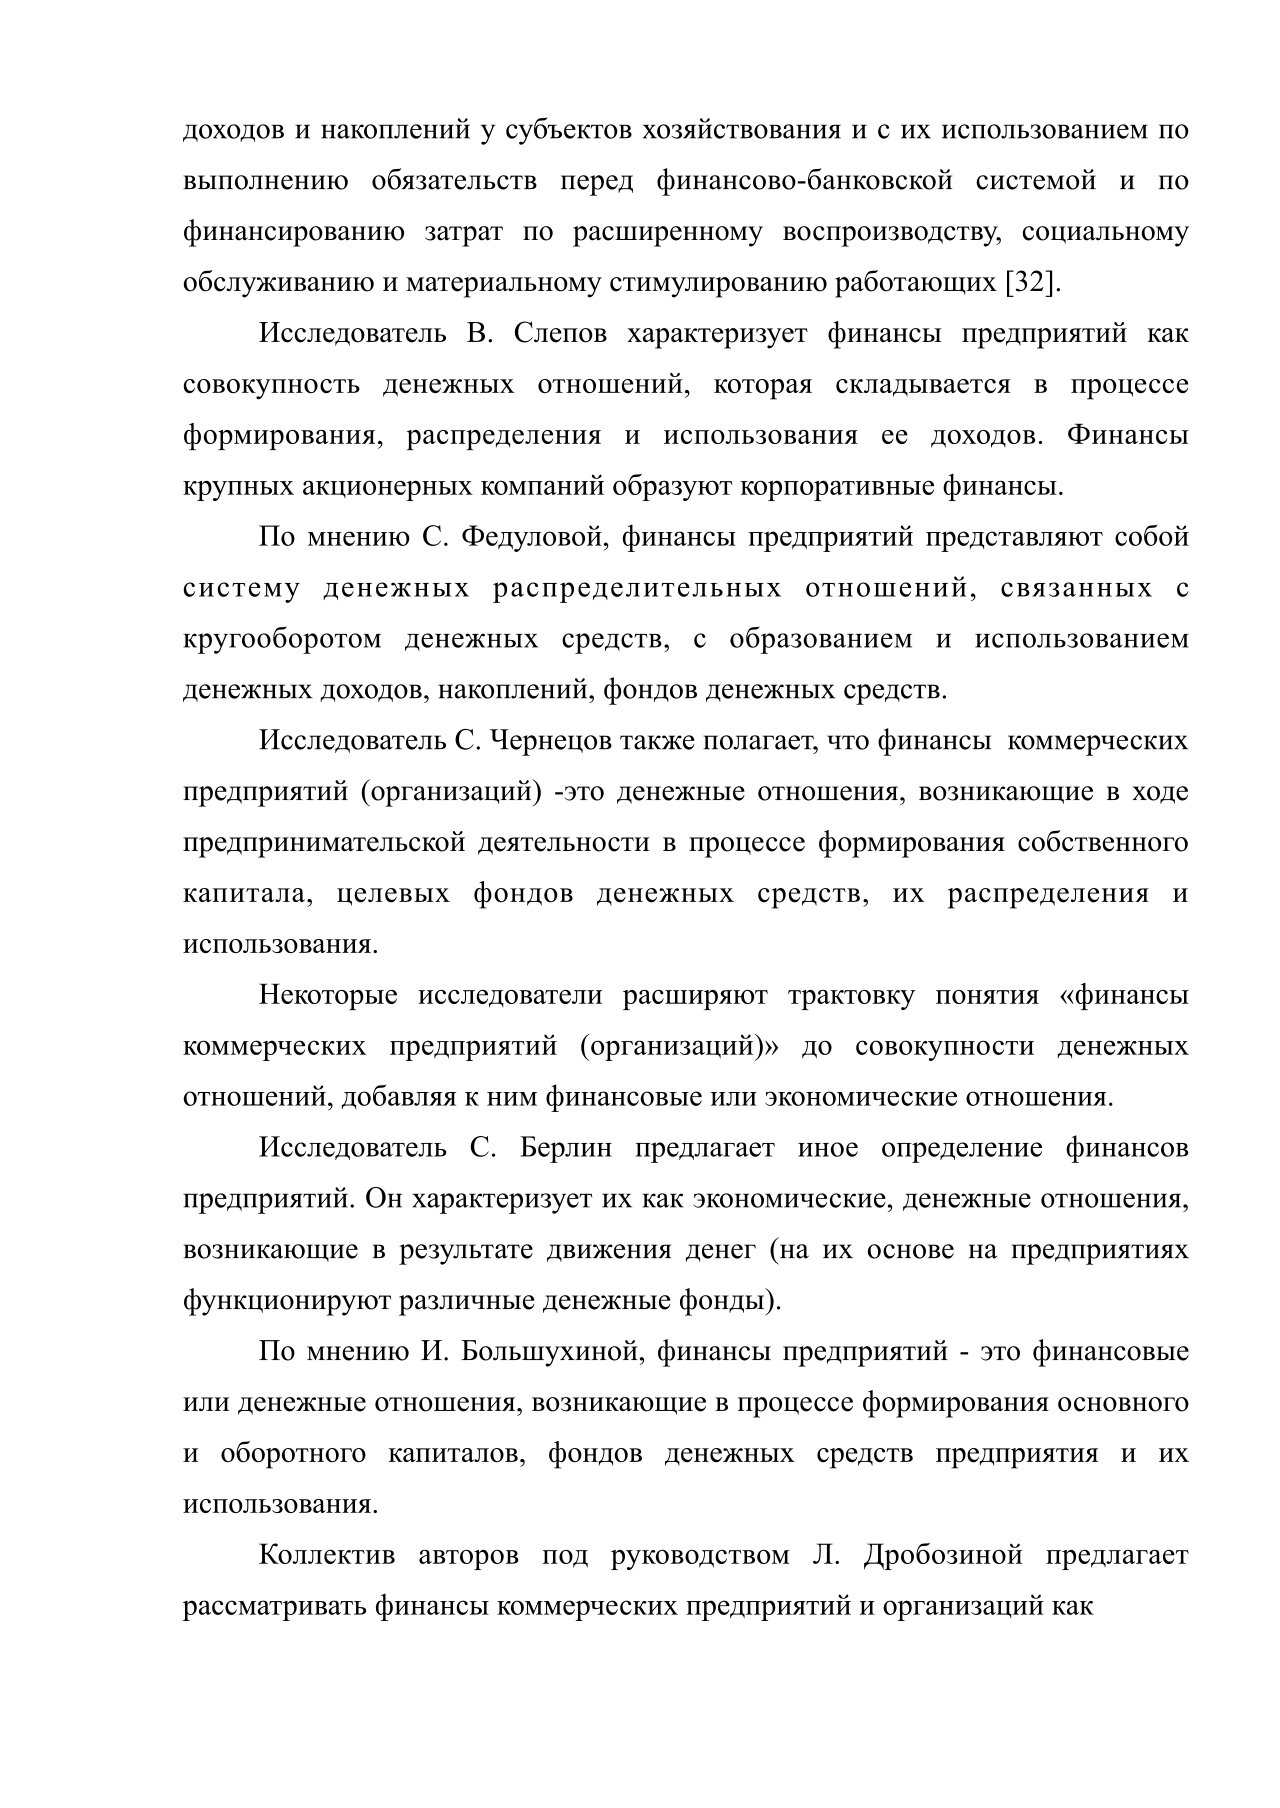 доходов и накоплений у субъектов хозяйствования и с их использованием по
выполнению обязательств перед финансово-банковской системой и по
финансированию затрат по расширенному воспроизводству, социальному
обслуживанию и материальному стимулированию работающих [32].
Исследователь В. Слепов характеризует финансы предприятий как
совокупность денежных отношений, которая складывается в процессе
формирования, распределения и использования ее доходов. Финансы
крупных акционерных компаний образуют корпоративные финансы.
По мнению С. Федуловой, финансы предприятий представляют собой
систему денежных распределительных отношений, связанных с
кругооборотом денежных средств, с образованием и использованием
денежных доходов, накоплений, фондов денежных средств.
Исследователь С. Чернецов также полагает, что финансы  коммерческих
предприятий (организаций) -это денежные отношения, возникающие в ходе
предпринимательской деятельности в процессе формирования собственного
капитала, целевых фондов денежных средств, их распределения и
использования.
Некоторые исследователи расширяют трактовку понятия «финансы
коммерческих предприятий (организаций)» до совокупности денежных
отношений, добавляя к ним финансовые или экономические отношения.
Исследователь С. Берлин предлагает иное определение финансов
предприятий. Он характеризует их как экономические, денежные отношения,
возникающие в результате движения денег (на их основе на предприятиях
функционируют различные денежные фонды).
По мнению И. Большухиной, финансы предприятий - это финансовые
или денежные отношения, возникающие в процессе формирования основного
и оборотного капиталов, фондов денежных средств предприятия и их
использования.
Коллектив авторов под руководством Л. Дробозиной предлагает
рассматривать финансы коммерческих предприятий и организаций как